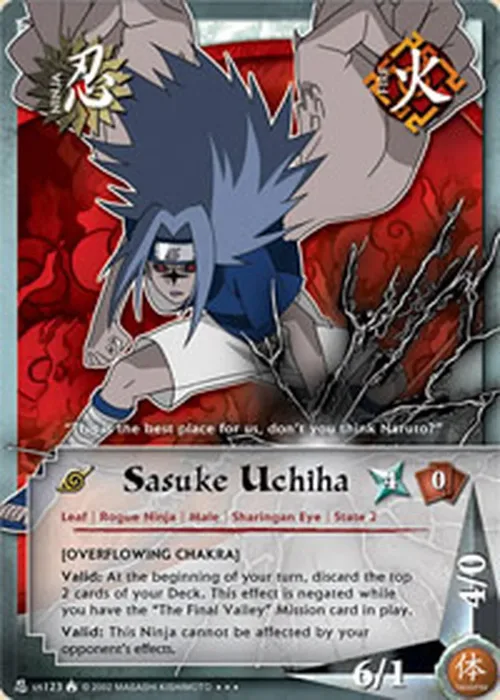 忍
NINJA
火
FIRE
"This is the best place for us, don't you think Naruto?"
Sasuke Uchiha
4
0
Leaf | Rogue Ninja | Male | Sharingan Eye | State 2
[OVERFLOWING CHAKRA]
Valid: At the beginning of your turn, discard the top
2 cards of your Deck. This effect is negated while
you have the "The Final Valley" Mission card in play.
Valid: This Ninja cannot be affected by your
opponent's effects.
4/0
6/1
体
123 © 2002 MASASHI KISHIMOTO